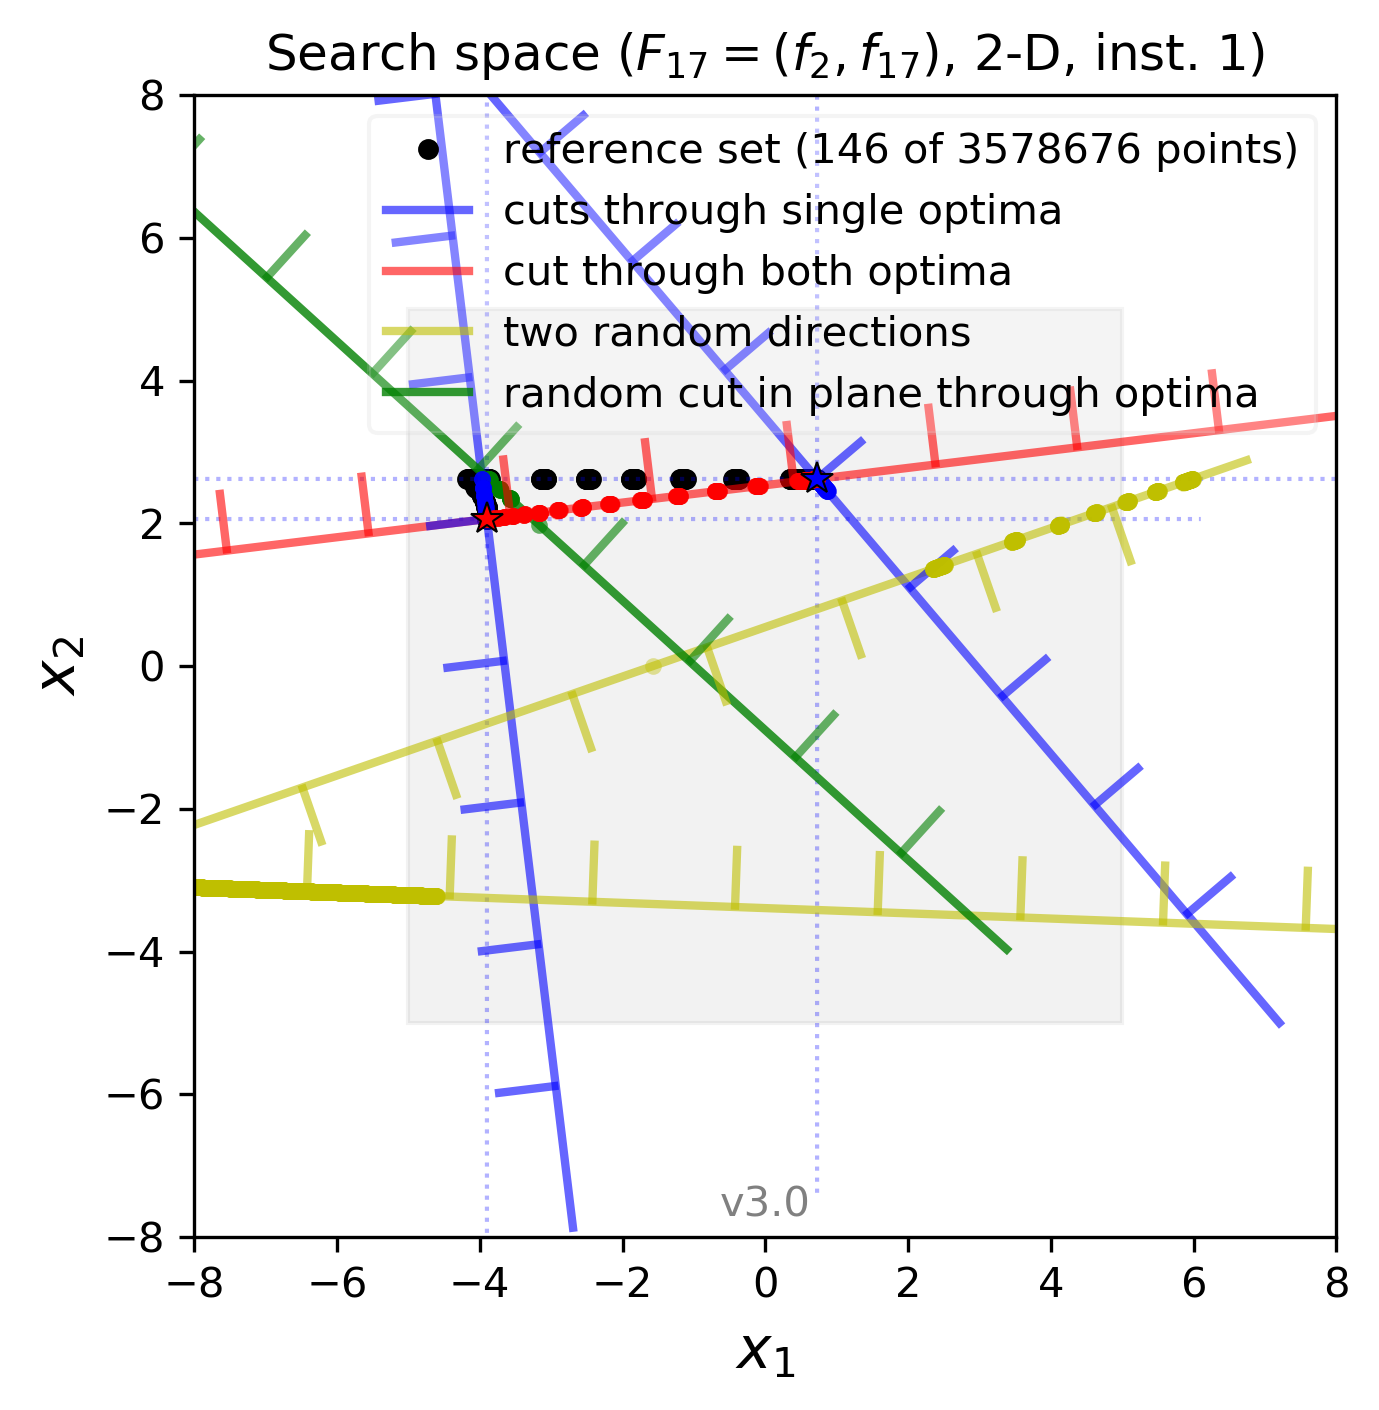 Search space (F₁₇ = (f₂, f₁₇), 2-D, inst. 1)
reference set (146 of 3578676 points)
cuts through single optima
cut through both optima
two random directions
random cut in plane through optima
8
6
4
2
0
−2
−4
−6
−8
x₂
v3.0
−8 −6 −4 −2 0 2 4 6 8
x₁